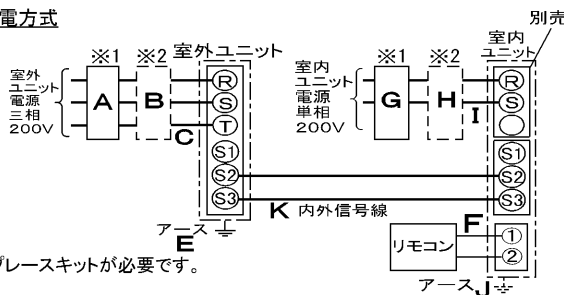 電方式
別売
室内
ユニット
※1 ※2 室外ユニット
室外
ユニット
電源
三相
200V
A
B
C
R
S
T
S1
S2
S3
アース
E
※1 ※2
室内
ユニット
電源
単相
200V
G
H
I
R
S
S1
S2
S3
K 内外信号線
F
リモコン
1
2
アース J
プレースキットが必要です。